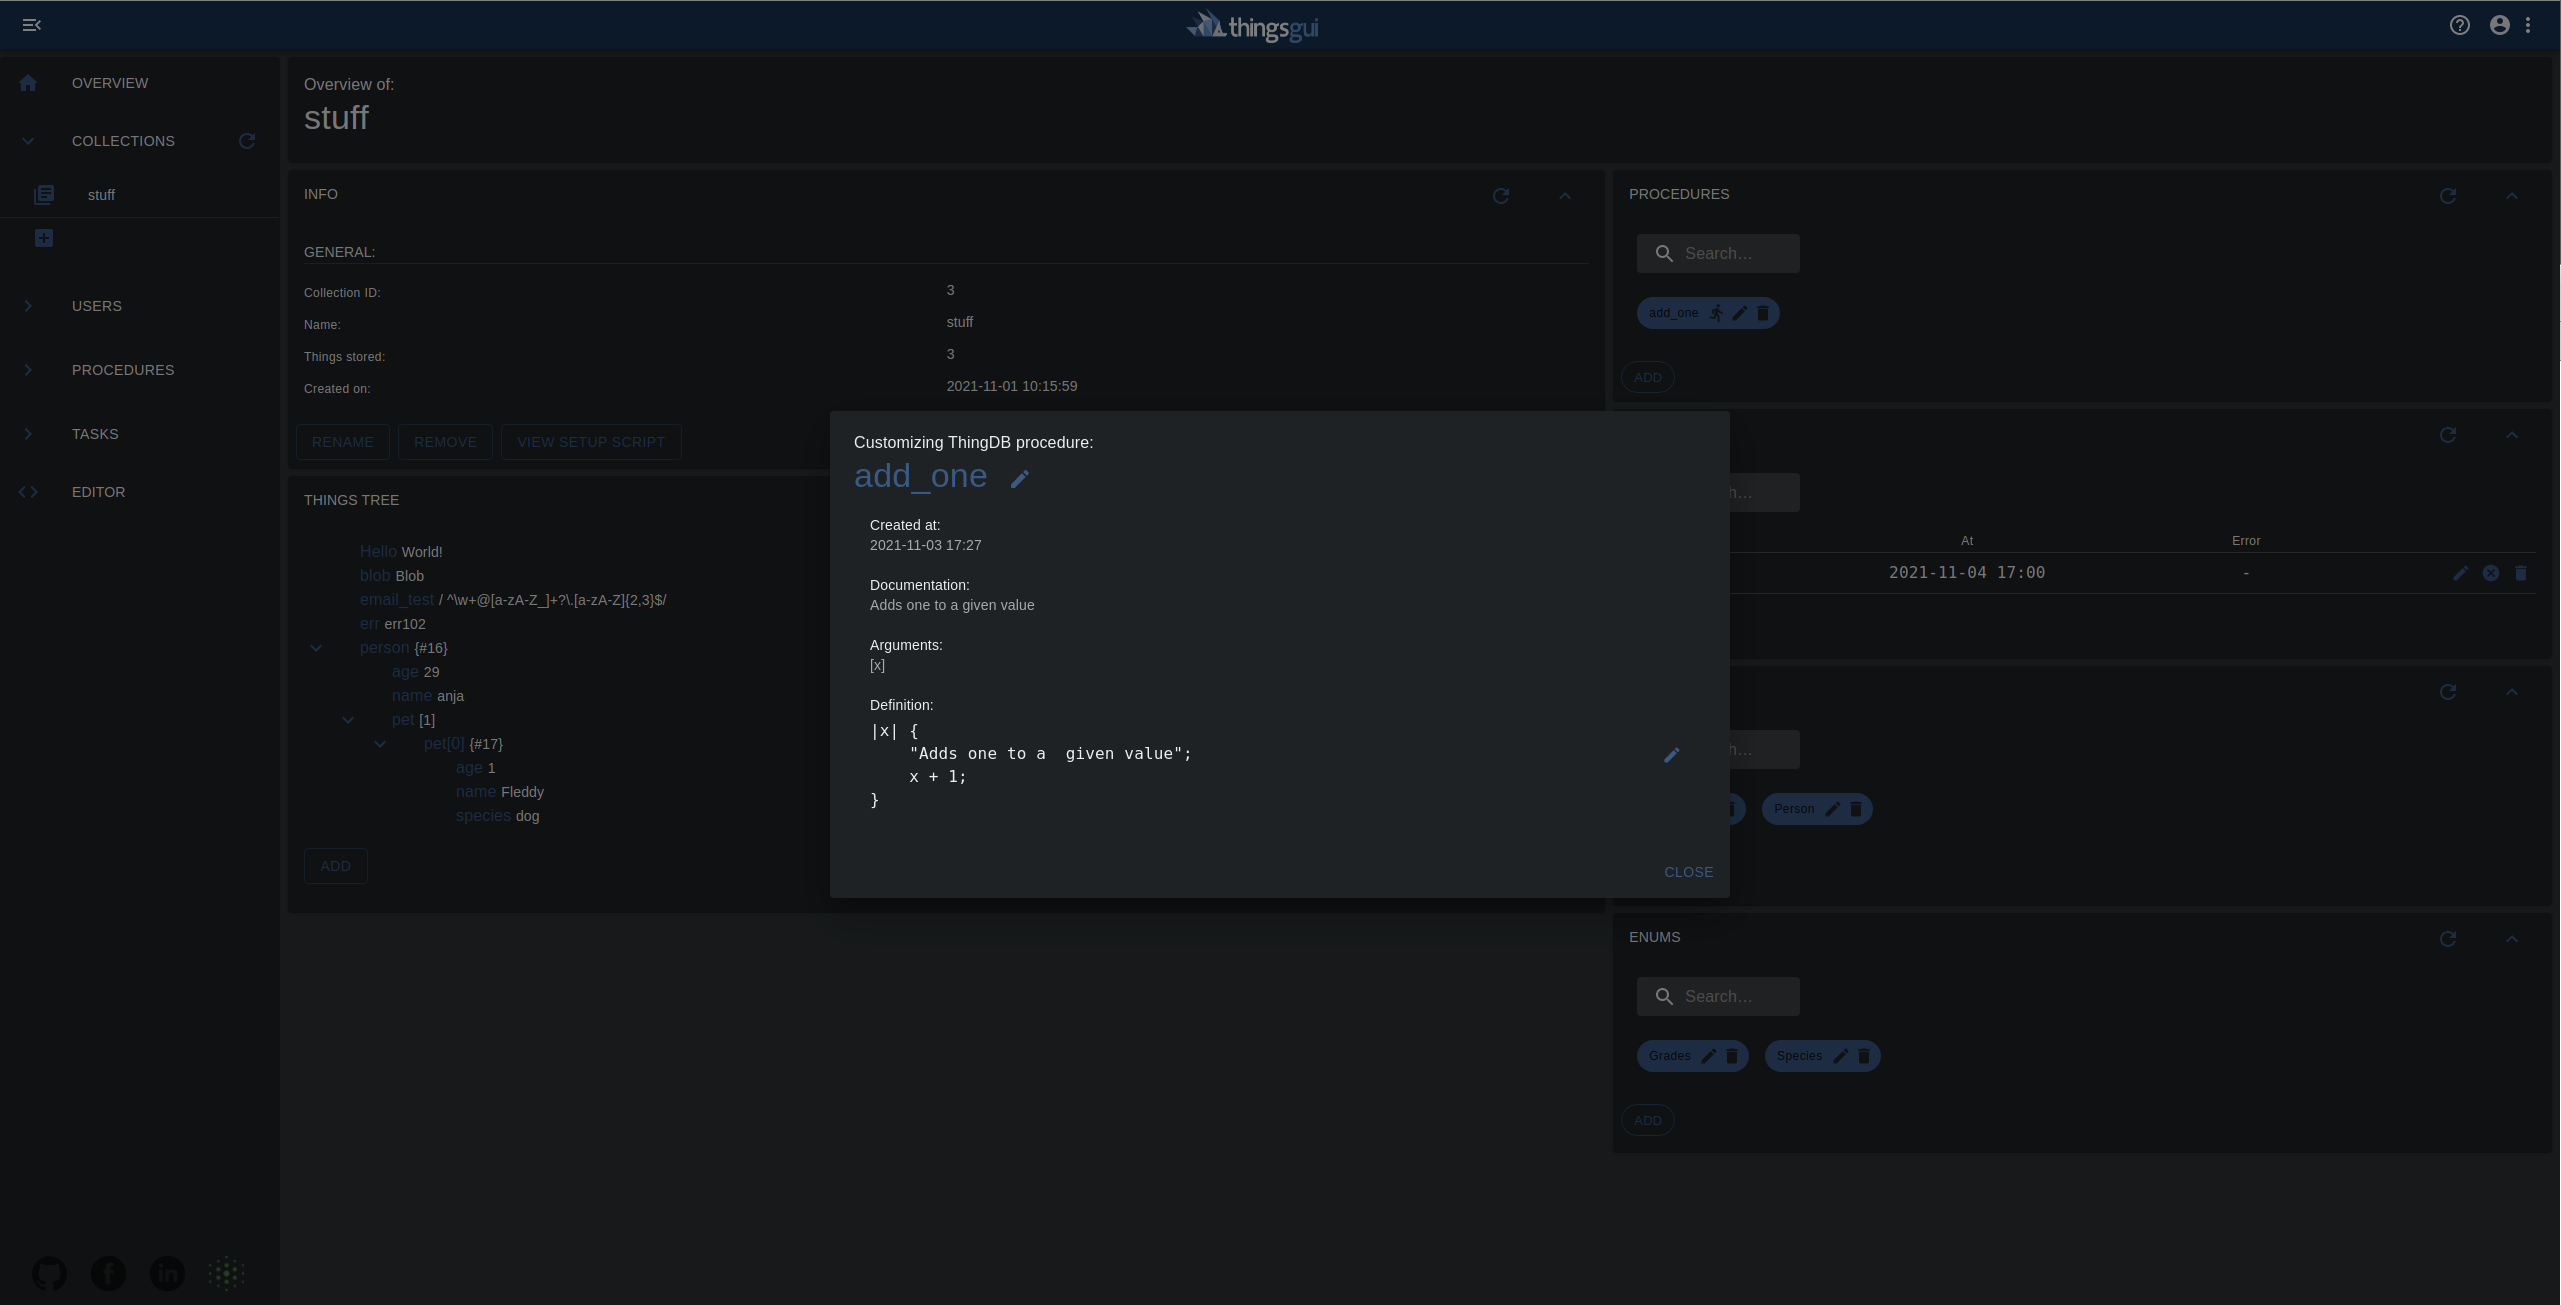 thingsgui
OVERVIEW
COLLECTIONS
stuff
USERS
PROCEDURES
TASKS
EDITOR
Overview of:
stuff
INFO
GENERAL:
Collection ID: 3
Name: stuff
Things stored: 3
Created on: 2021-11-01 10:15:59
RENAME REMOVE VIEW SETUP SCRIPT
THINGS TREE
Hello World!
blob Blob
email_test / ^\w+@[a-zA-Z_]+?\.[a-zA-Z]{2,3}$/
err err102
person {#16}
age 29
name anja
pet [1]
pet[0] {#17}
age 1
name Fleddy
species dog
ADD
Customizing ThingDB procedure:
add_one
Created at:
2021-11-03 17:27
Documentation:
Adds one to a given value
Arguments:
[x]
Definition:
|x| {
    "Adds one to a  given value";
    x + 1;
}
CLOSE
PROCEDURES
Search…
add_one
ADD
h…
At Error
2021-11-04 17:00 -
h…
Person
ENUMS
Search…
Grades Species
ADD